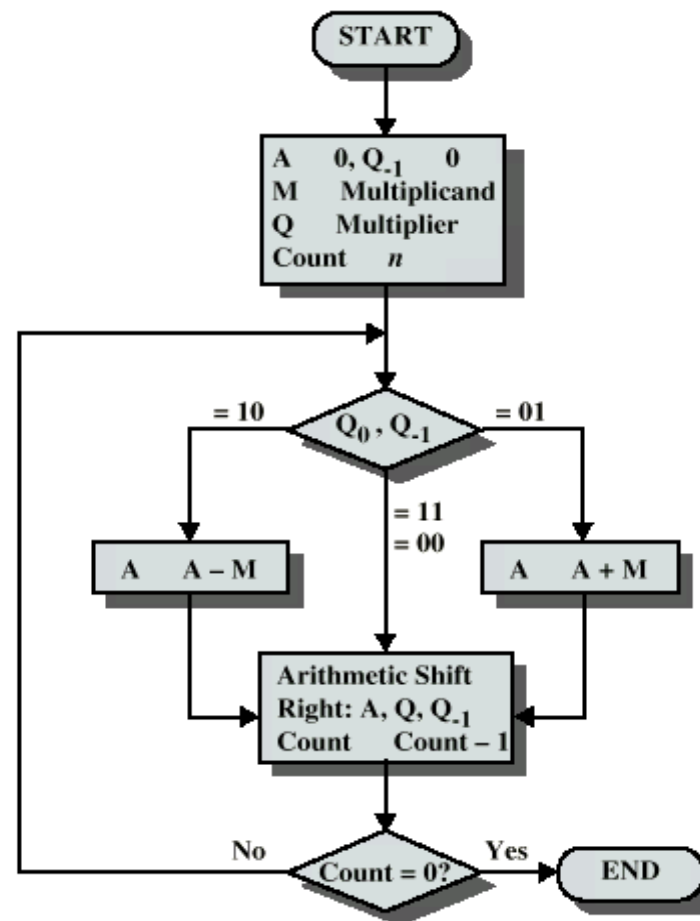 START
A 0, Q-1 0
M Multiplicand
Q Multiplier
Count n
= 10
Q0 , Q-1
= 01
= 11
= 00
A A – M
A A + M
Arithmetic Shift
Right: A, Q, Q-1
Count Count – 1
No
Count = 0?
Yes
END